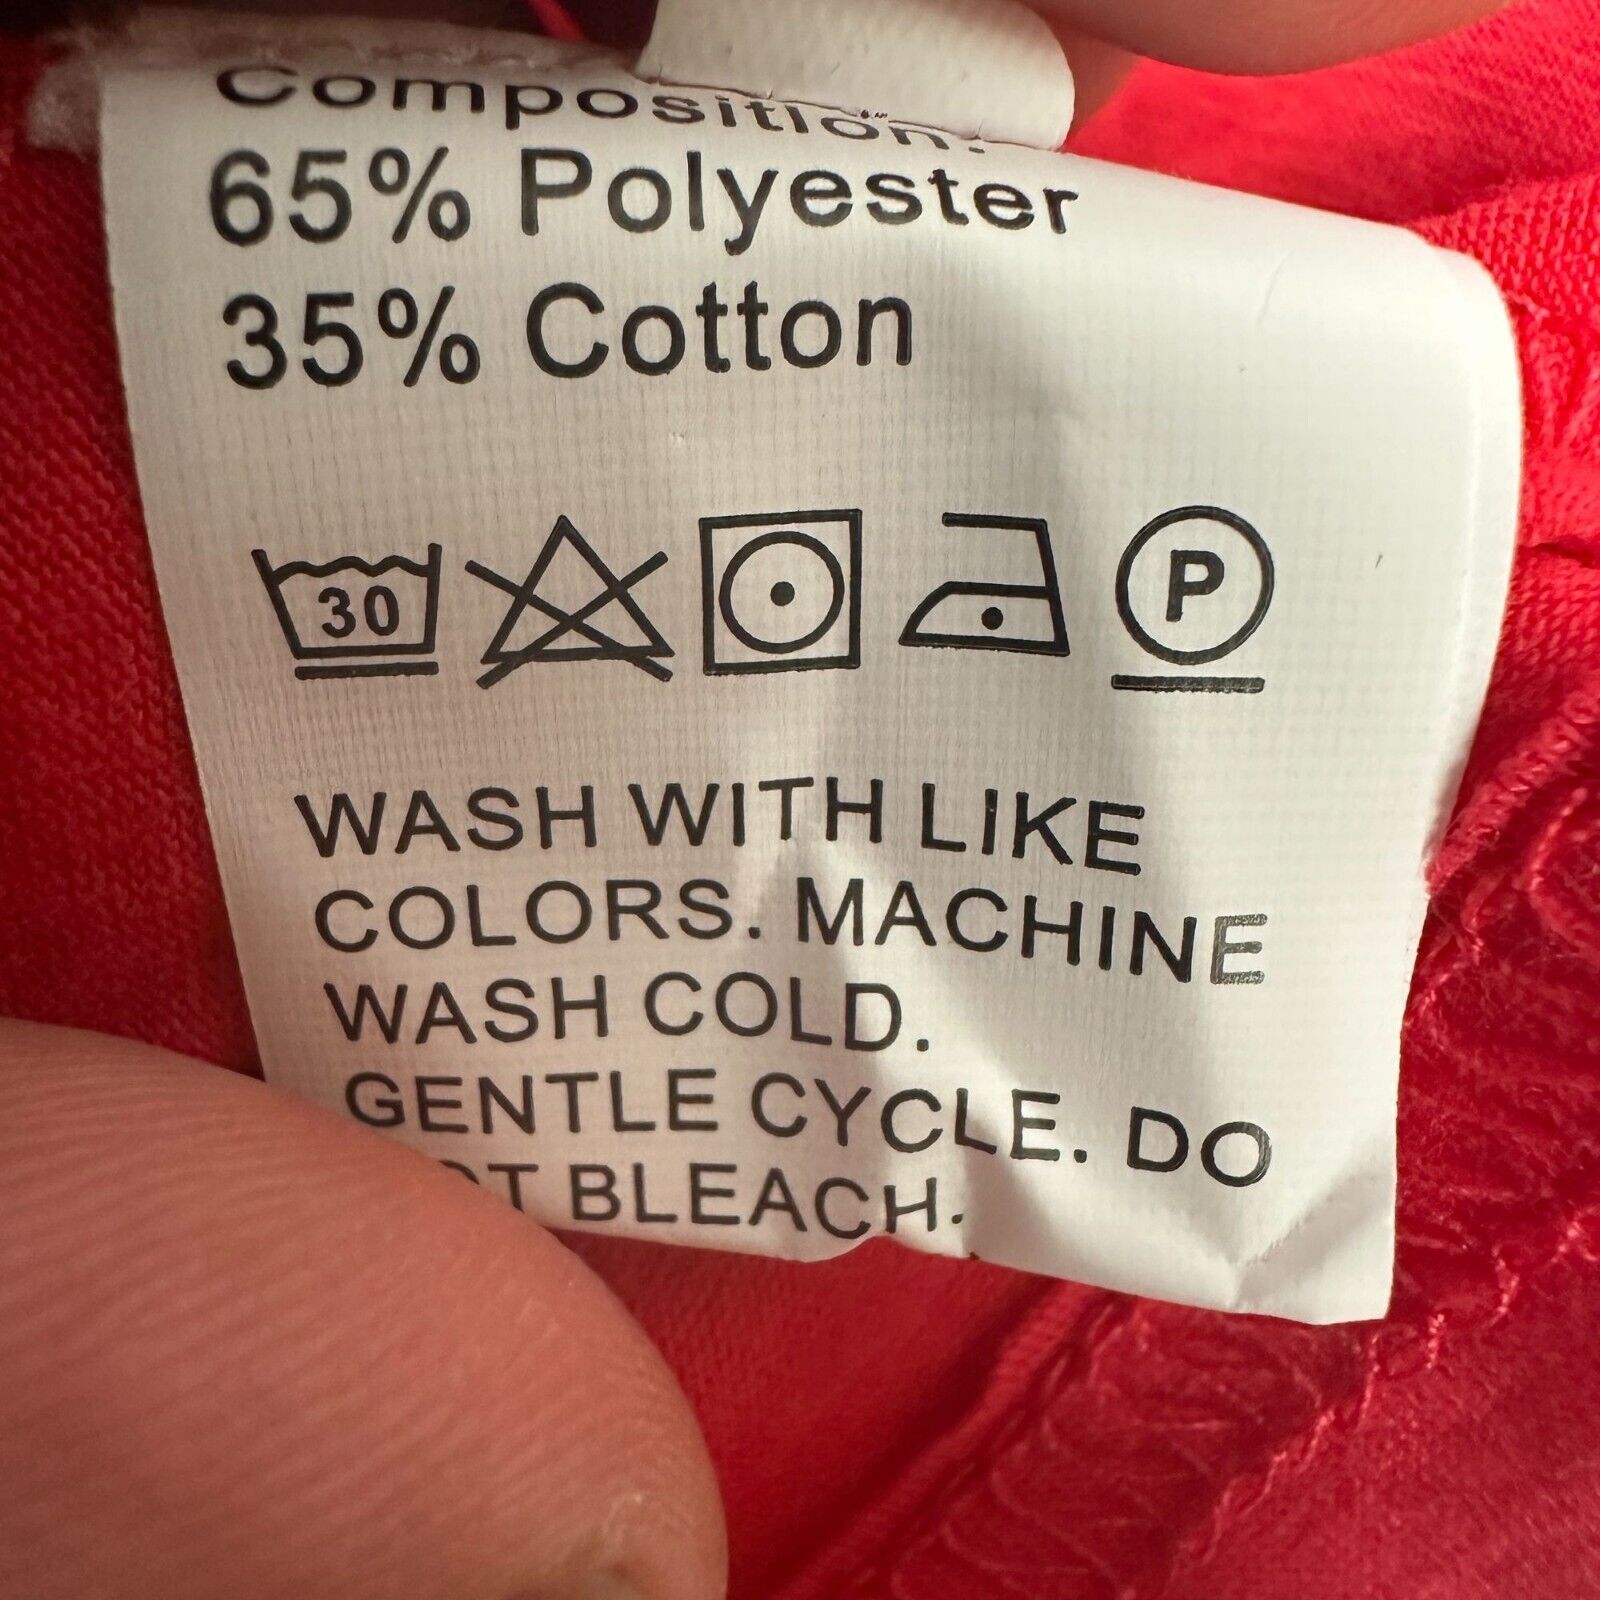 Composition:
65% Polyester
35% Cotton
30 P
WASH WITH LIKE
COLORS. MACHINE
WASH COLD.
GENTLE CYCLE. DO
BLEACH.